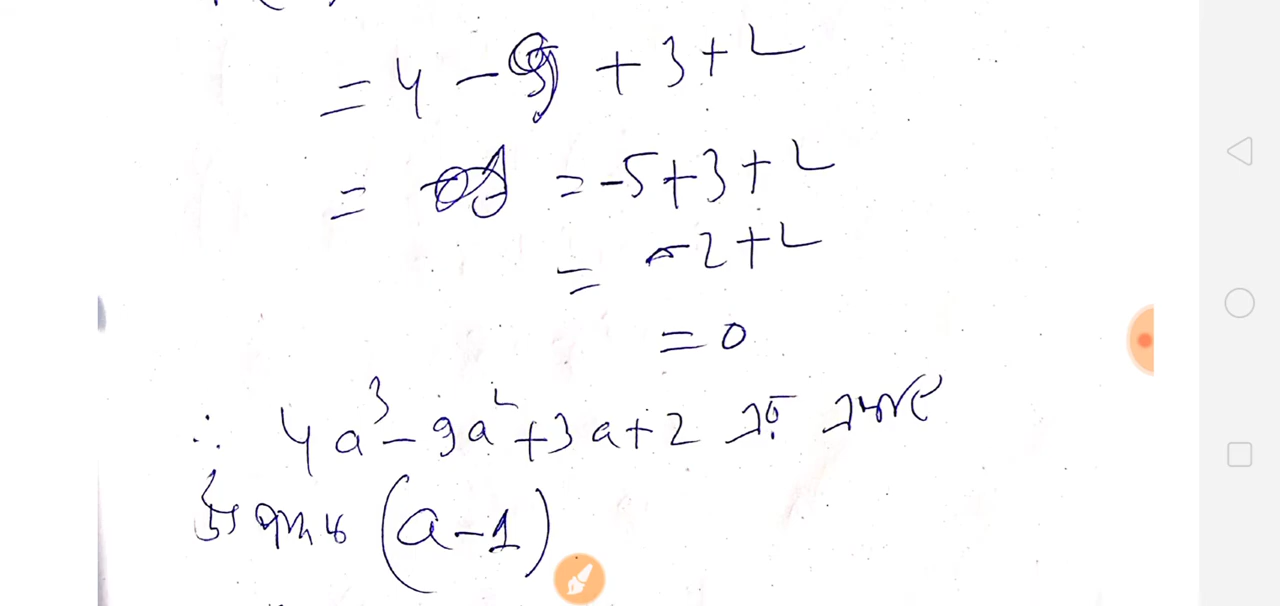 = 4 - 9 + 3 + 2
= = -5 + 3 + 2
= -2 + 2
= 0
∴ 4a³ - 9a² + 3a + 2 এর একটি
উৎপাদক (a - 1)